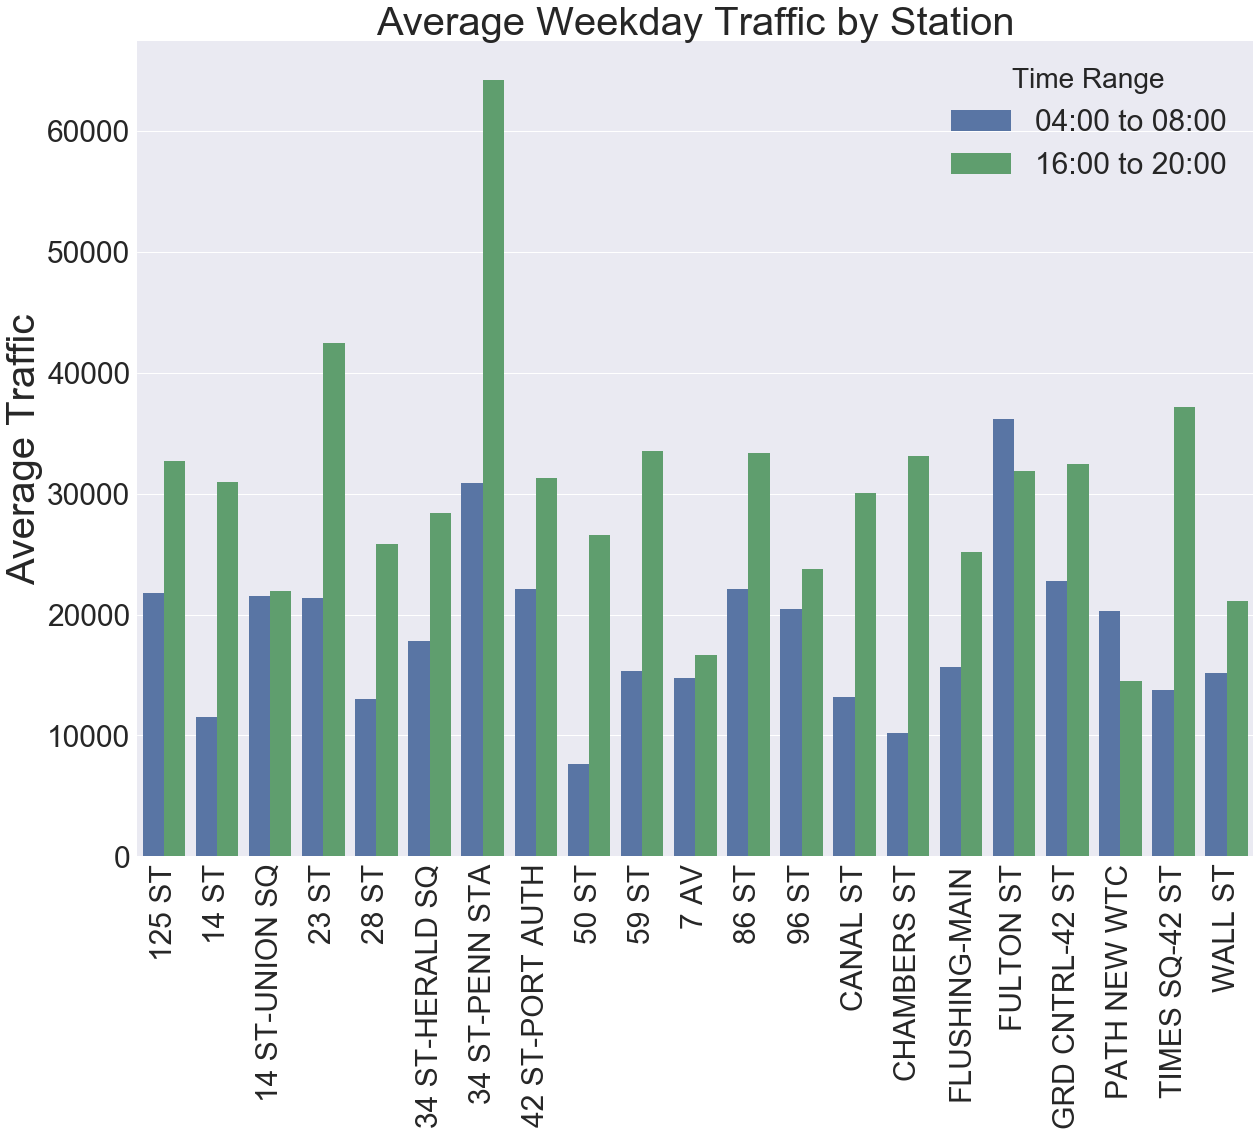 Average Weekday Traffic by Station
Time Range
04:00 to 08:00
16:00 to 20:00
Average Traffic
60000
50000
40000
30000
20000
10000
0
125 ST
14 ST
14 ST-UNION SQ
23 ST
28 ST
34 ST-HERALD SQ
34 ST-PENN STA
42 ST-PORT AUTH
50 ST
59 ST
7 AV
86 ST
96 ST
CANAL ST
CHAMBERS ST
FLUSHING-MAIN
FULTON ST
GRD CNTRL-42 ST
PATH NEW WTC
TIMES SQ-42 ST
WALL ST